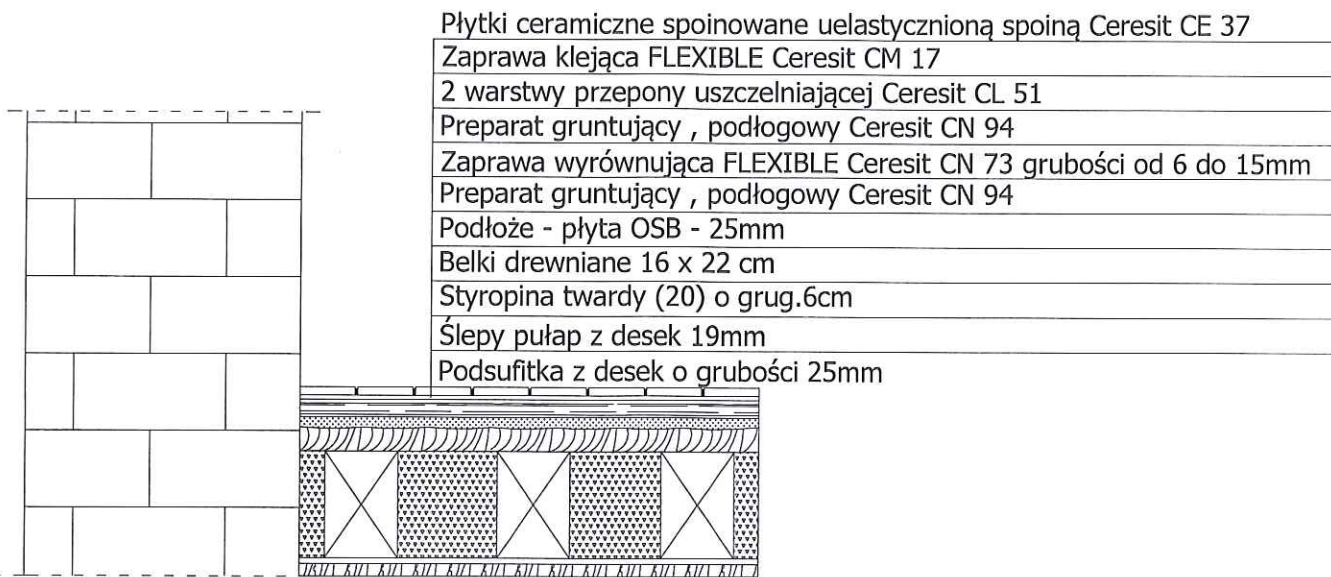 Płytki ceramiczne spoinowane uelastycznioną spoiną Ceresit CE 37
Zaprawa klejąca FLEXIBLE Ceresit CM 17
2 warstwy przepony uszczelniającej Ceresit CL 51
Preparat gruntujący , podłogowy Ceresit CN 94
Zaprawa wyrównująca FLEXIBLE Ceresit CN 73 grubości od 6 do 15mm
Preparat gruntujący , podłogowy Ceresit CN 94
Podłoże - płyta OSB - 25mm
Belki drewniane 16 x 22 cm
Styropina twardy (20) o grug.6cm
Ślepy pułap z desek 19mm
Podsufitka z desek o grubości 25mm